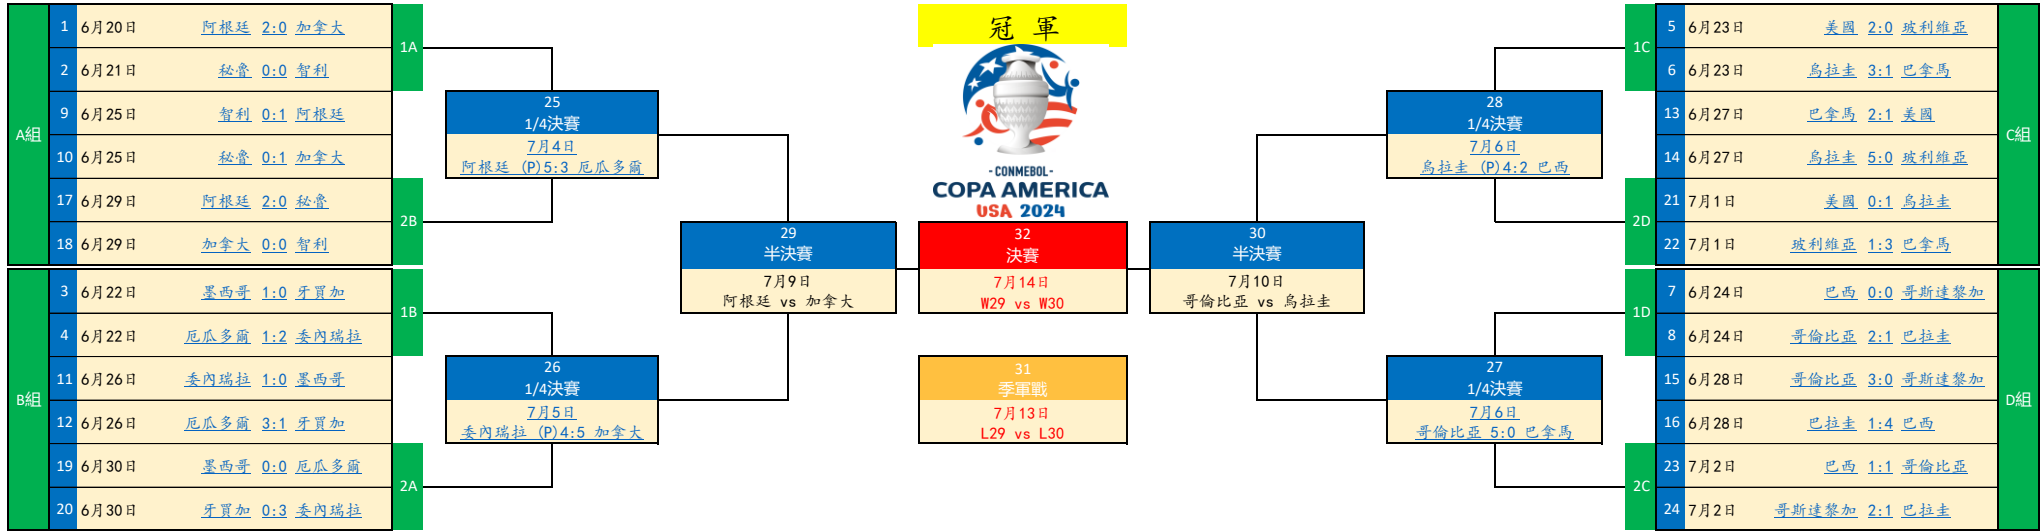 A組
1 6月20日 阿根廷 2:0 加拿大
2 6月21日 秘魯 0:0 智利
9 6月25日 智利 0:1 阿根廷
10 6月25日 秘魯 0:1 加拿大
17 6月29日 阿根廷 2:0 秘魯
18 6月29日 加拿大 0:0 智利
1A
2B
B組
3 6月22日 墨西哥 1:0 牙買加
4 6月22日 厄瓜多爾 1:2 委內瑞拉
11 6月26日 委內瑞拉 1:0 墨西哥
12 6月26日 厄瓜多爾 3:1 牙買加
19 6月30日 墨西哥 0:0 厄瓜多爾
20 6月30日 牙買加 0:3 委內瑞拉
1B
2A
25
1/4決賽
7月4日
阿根廷 (P)5:3 厄瓜多爾
26
1/4決賽
7月5日
委內瑞拉 (P)4:5 加拿大
29
半決賽
7月9日
阿根廷 vs 加拿大
冠 軍
- CONMEBOL -
COPA AMERICA
USA 2024
32
決賽
7月14日
W29 vs W30
31
季軍戰
7月13日
L29 vs L30
30
半決賽
7月10日
哥倫比亞 vs 烏拉圭
28
1/4決賽
7月6日
烏拉圭 (P)4:2 巴西
27
1/4決賽
7月6日
哥倫比亞 5:0 巴拿馬
1C
2D
5 6月23日 美國 2:0 玻利維亞
6 6月23日 烏拉圭 3:1 巴拿馬
13 6月27日 巴拿馬 2:1 美國
14 6月27日 烏拉圭 5:0 玻利維亞
21 7月1日 美國 0:1 烏拉圭
22 7月1日 玻利維亞 1:3 巴拿馬
C組
1D
2C
7 6月24日 巴西 0:0 哥斯達黎加
8 6月24日 哥倫比亞 2:1 巴拉圭
15 6月28日 哥倫比亞 3:0 哥斯達黎加
16 6月28日 巴拉圭 1:4 巴西
23 7月2日 巴西 1:1 哥倫比亞
24 7月2日 哥斯達黎加 2:1 巴拉圭
D組